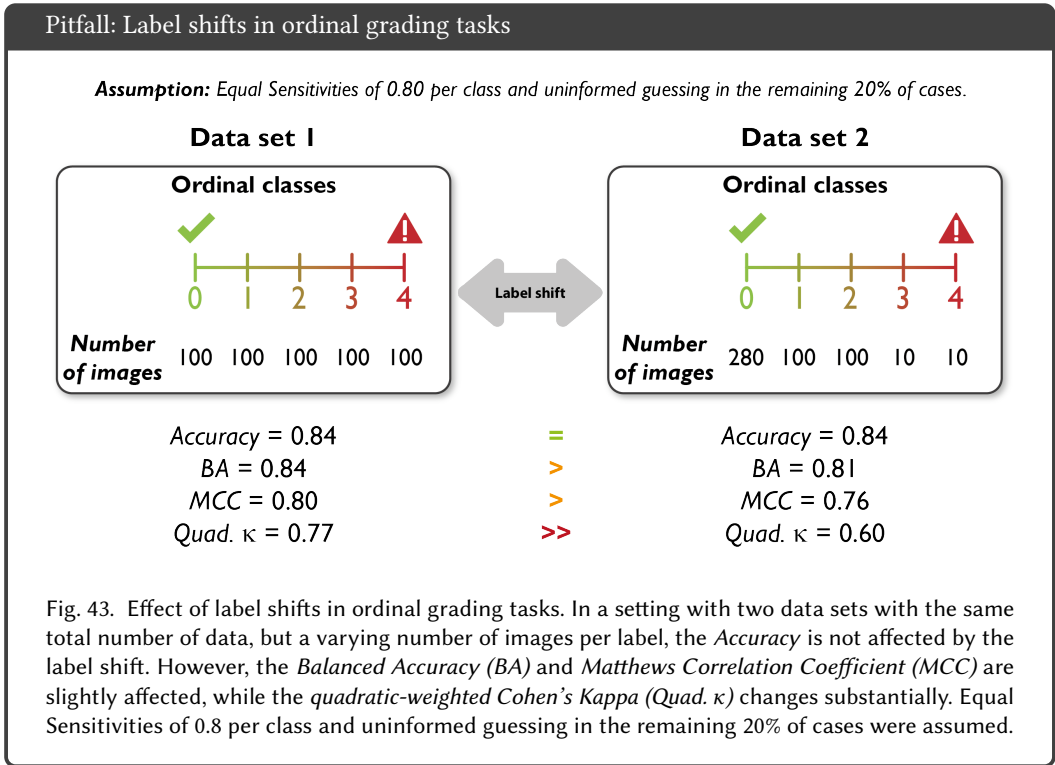 Pitfall: Label shifts in ordinal grading tasks
Assumption: Equal Sensitivities of 0.80 per class and uninformed guessing in the remaining 20% of cases.
Data set 1
Ordinal classes
0 1 2 3 4
Number of images 100 100 100 100 100
Label shift
Data set 2
Ordinal classes
0 1 2 3 4
Number of images 280 100 100 10 10
Accuracy = 0.84 = Accuracy = 0.84
BA = 0.84 > BA = 0.81
MCC = 0.80 > MCC = 0.76
Quad. κ = 0.77 >> Quad. κ = 0.60
Fig. 43. Effect of label shifts in ordinal grading tasks. In a setting with two data sets with the same
total number of data, but a varying number of images per label, the Accuracy is not affected by the
label shift. However, the Balanced Accuracy (BA) and Matthews Correlation Coefficient (MCC) are
slightly affected, while the quadratic-weighted Cohen's Kappa (Quad. κ) changes substantially. Equal
Sensitivities of 0.8 per class and uninformed guessing in the remaining 20% of cases were assumed.